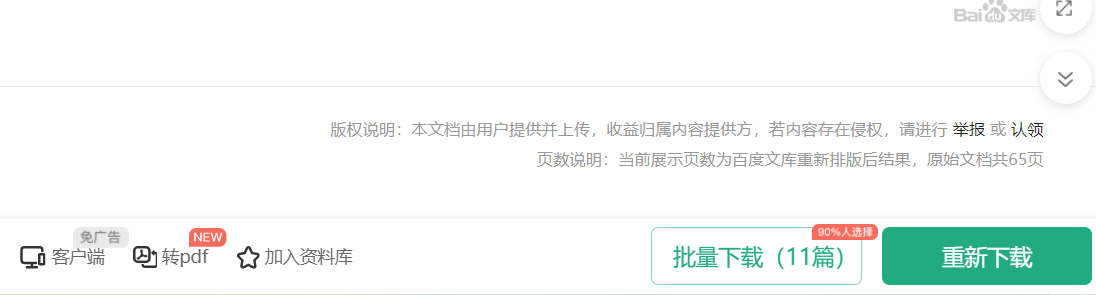 Bai du 文库
版权说明：本文档由用户提供并上传，收益归属内容提供方，若内容存在侵权，请进行 举报 或 认领
页数说明：当前展示页数为百度文库重新排版后结果，原始文档共65页
免广告
NEW
90%人选择
客户端
转pdf
加入资料库
批量下载（11篇）
重新下载